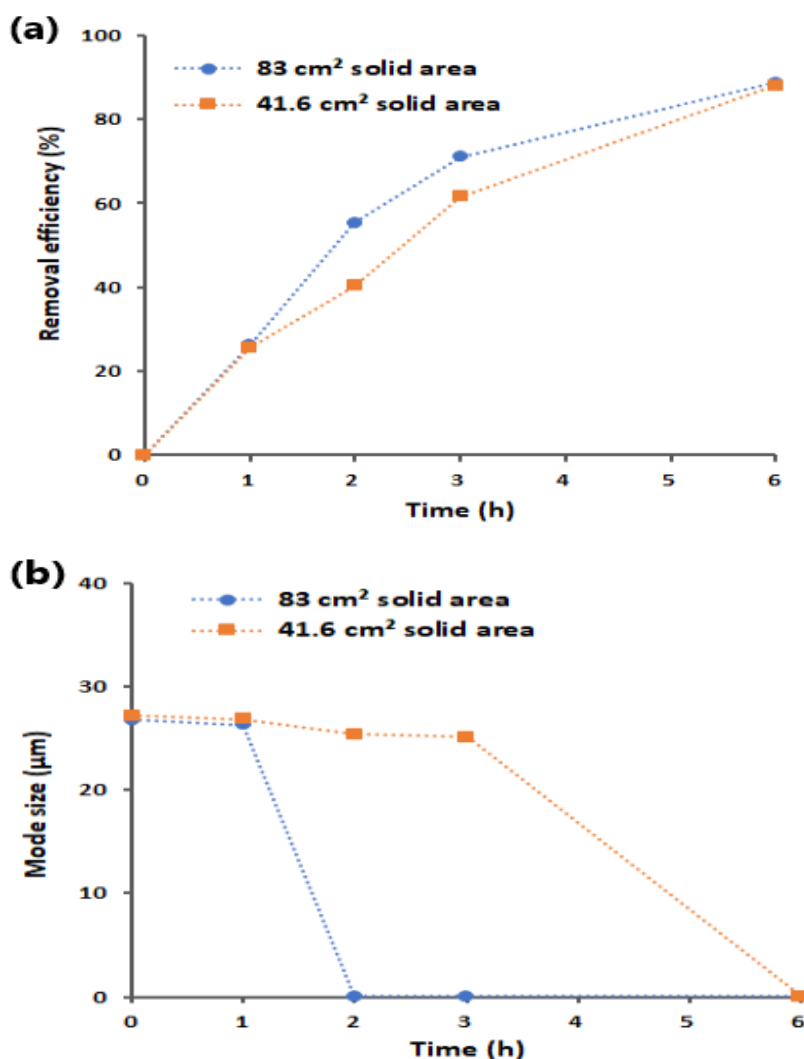 (a)
100
80
60
40
20
0
Removal efficiency (%)
83 cm² solid area
41.6 cm² solid area
0 1 2 3 4 5 6
Time (h)
(b)
40
30
20
10
0
Mode size (μm)
83 cm² solid area
41.6 cm² solid area
0 1 2 3 4 5 6
Time (h)